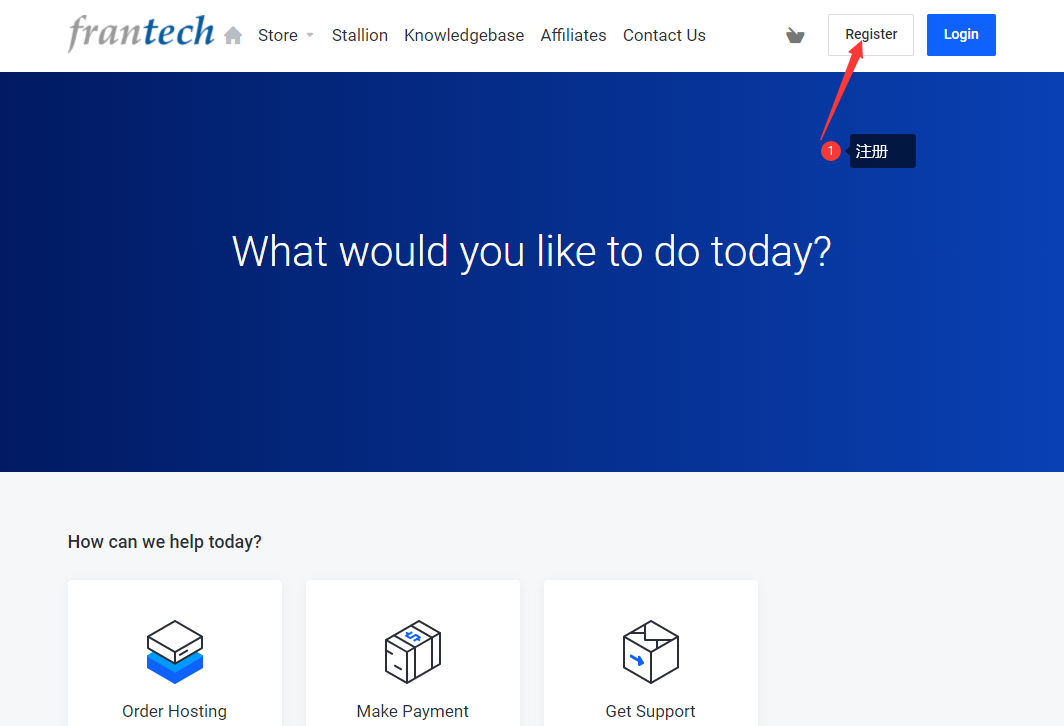 frantech Store Stallion Knowledgebase Affiliates Contact Us Register Login
1 注册
What would you like to do today?
How can we help today?
Order Hosting Make Payment Get Support